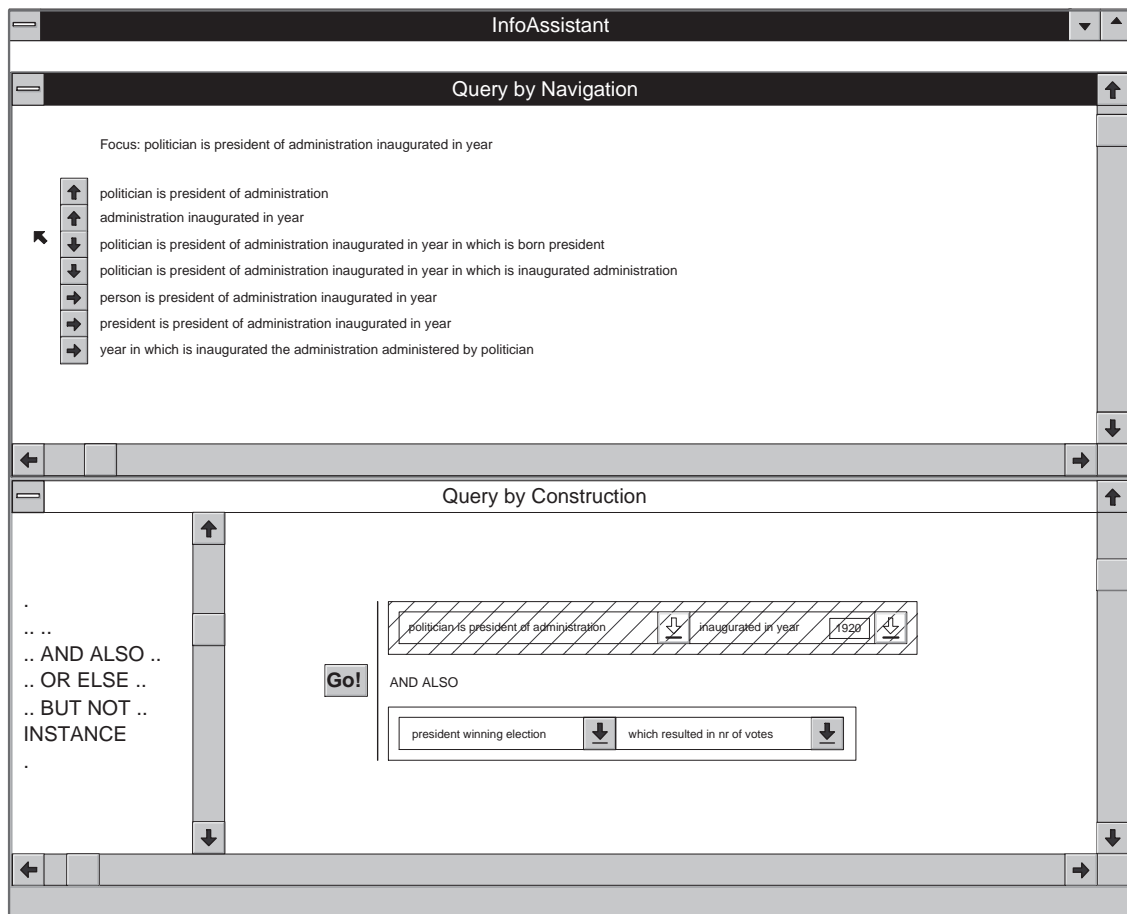 InfoAssistant
Query by Navigation
Focus: politician is president of administration inaugurated in year
politician is president of administration
administration inaugurated in year
politician is president of administration inaugurated in year in which is born president
politician is president of administration inaugurated in year in which is inaugurated administration
person is president of administration inaugurated in year
president is president of administration inaugurated in year
year in which is inaugurated the administration administered by politician
Query by Construction
.
.. ..
.. AND ALSO ..
.. OR ELSE ..
.. BUT NOT ..
INSTANCE
.
politician is president of administration inaugurated in year 1920
Go! AND ALSO
president winning election which resulted in nr of votes